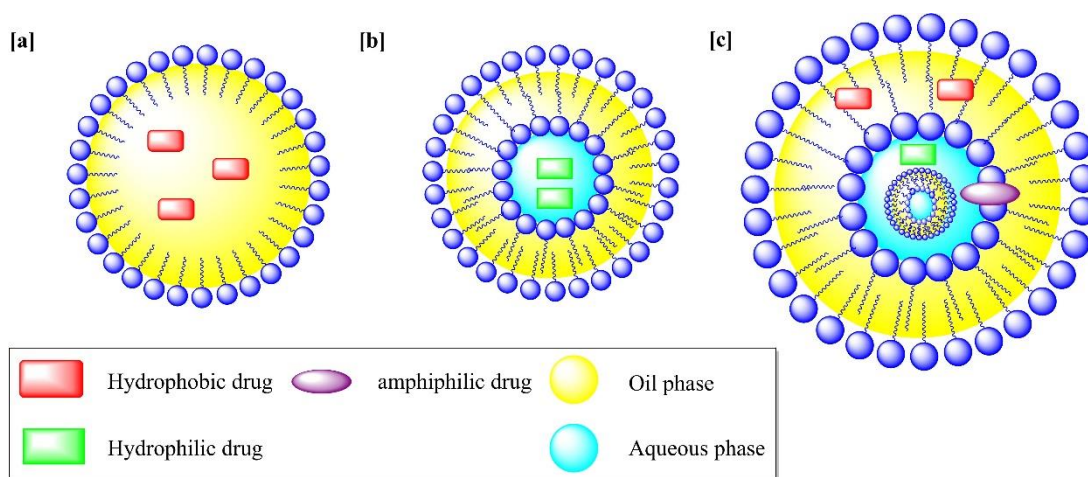 [a]
[b]
[c]
Hydrophobic drug
amphiphilic drug
Oil phase
Hydrophilic drug
Aqueous phase